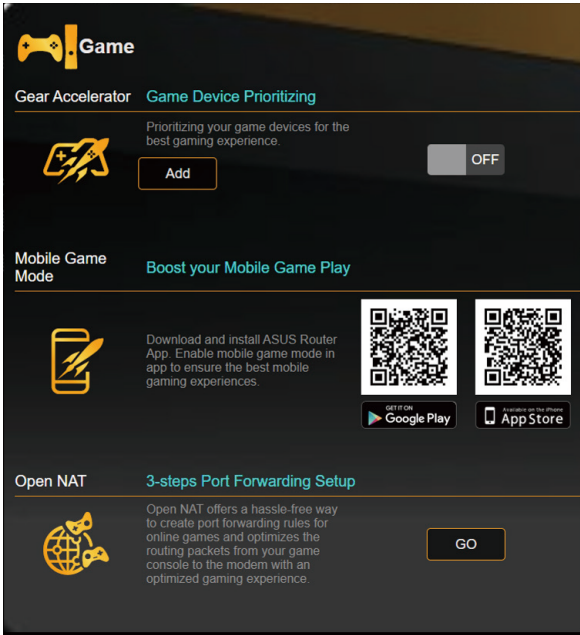 Game
Gear Accelerator
Game Device Prioritizing
Prioritizing your game devices for the
best gaming experience.
Add
OFF
Mobile Game
Mode
Boost your Mobile Game Play
Download and install ASUS Router
App. Enable mobile game mode in
app to ensure the best mobile
gaming experiences.
GET IT ON
Google Play
Available on the iPhone
App Store
Open NAT
3-steps Port Forwarding Setup
Open NAT offers a hassle-free way
to create port forwarding rules for
online games and optimizes the
routing packets from your game
console to the modem with an
optimized gaming experience.
GO